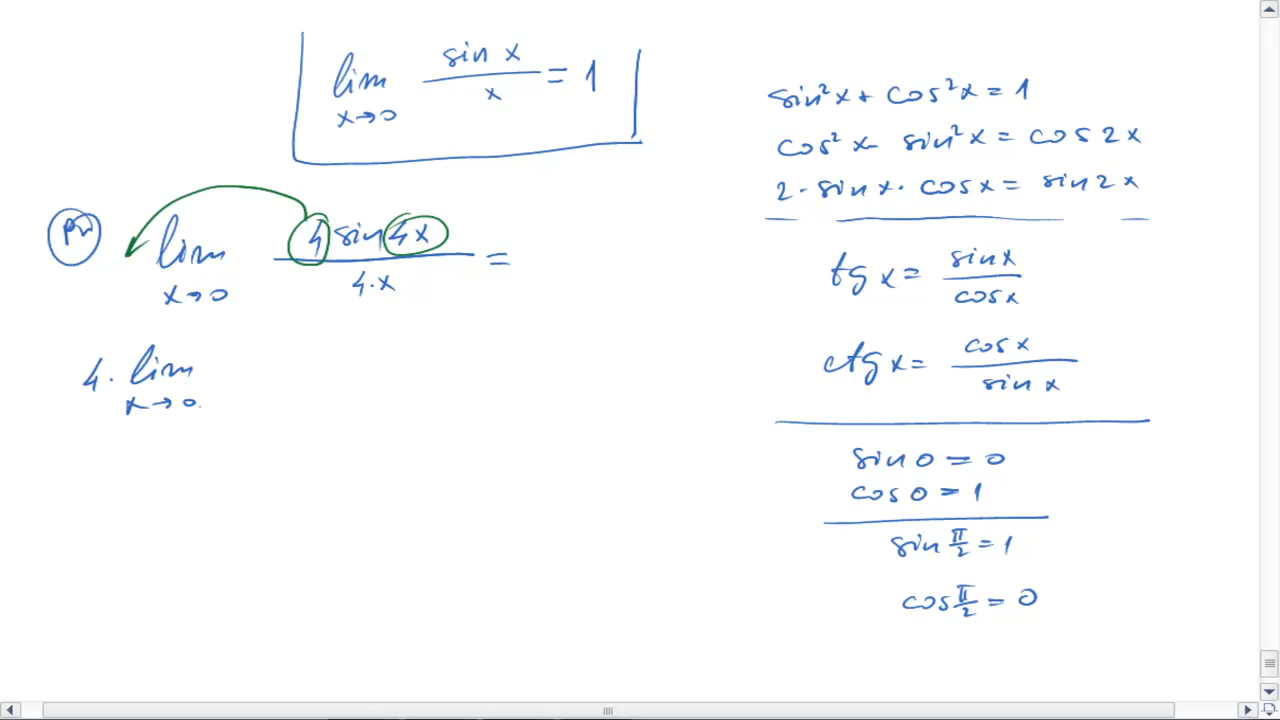 lim x→0 sin x / x = 1
Pr lim x→0 4 sin 4x / 4·x =
4· lim x→0
sin²x + cos²x = 1
cos²x - sin²x = cos 2x
2·sin x·cos x = sin 2x
tg x = sin x / cos x
ctg x = cos x / sin x
sin 0 = 0
cos 0 = 1
sin π/2 = 1
cos π/2 = 0